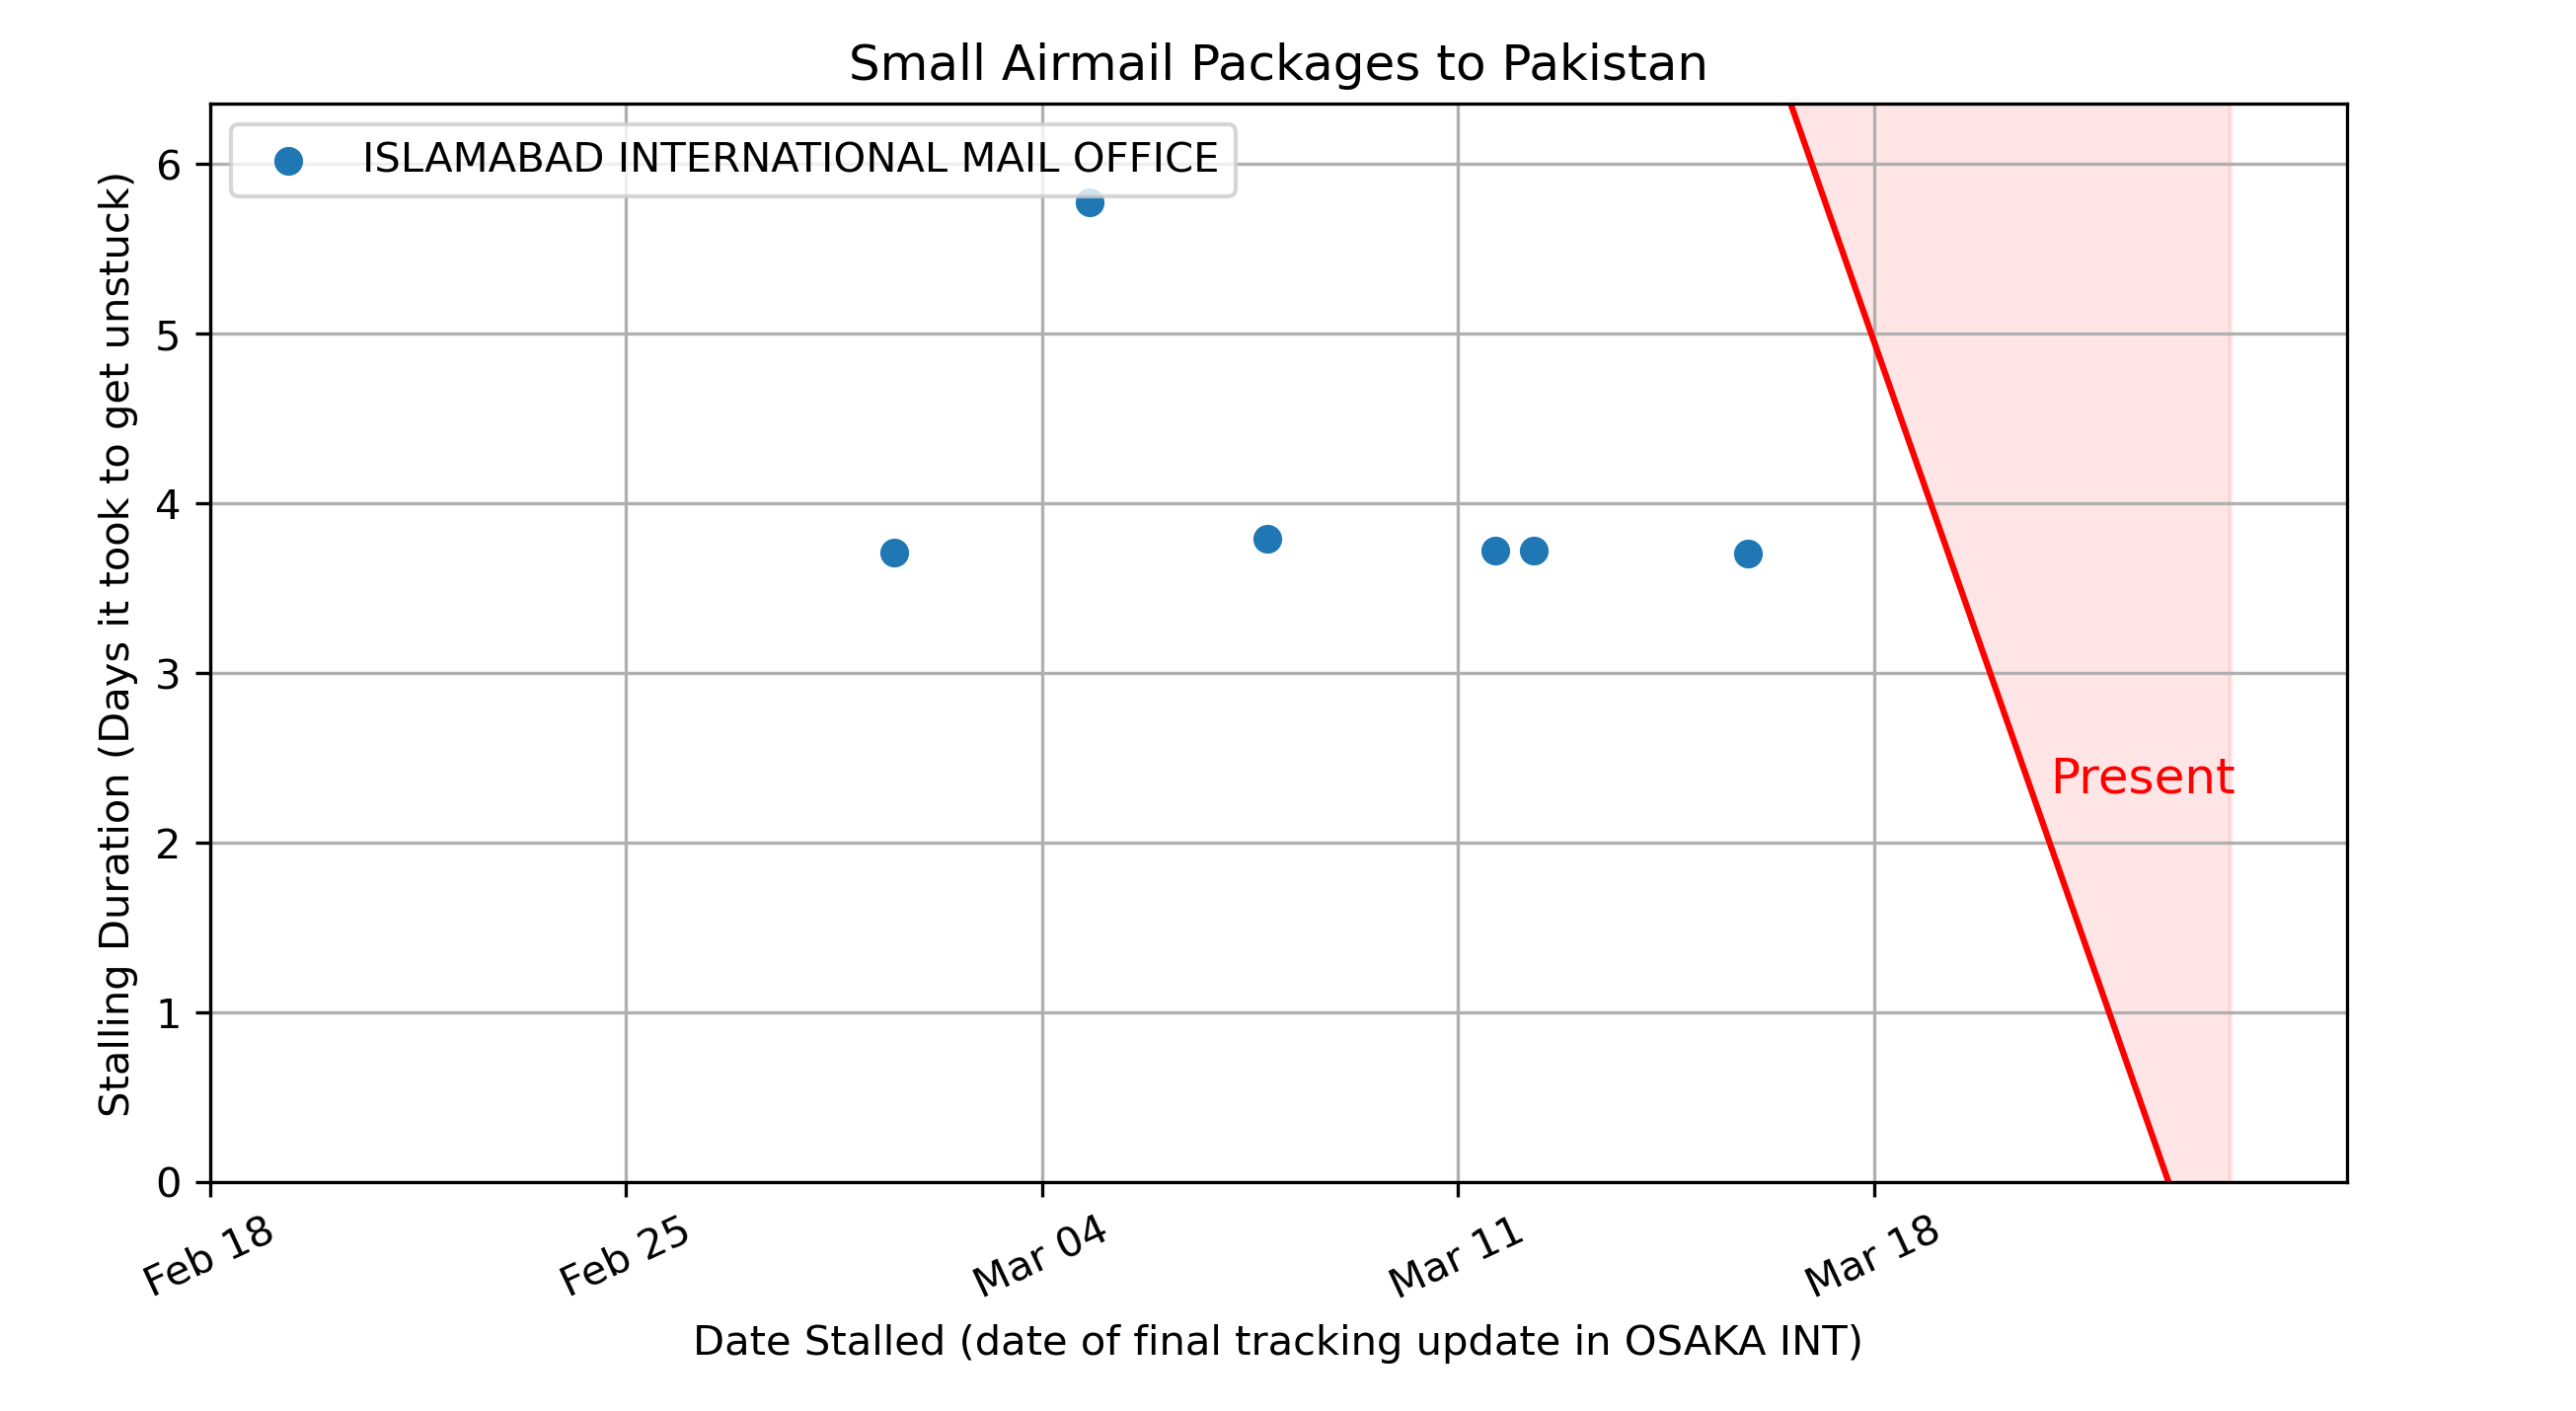 Small Airmail Packages to Pakistan
ISLAMABAD INTERNATIONAL MAIL OFFICE
Stalling Duration (Days it took to get unstuck)
6
5
4
3
2
1
0
Present
Feb 18
Feb 25
Mar 04
Mar 11
Mar 18
Date Stalled (date of final tracking update in OSAKA INT)